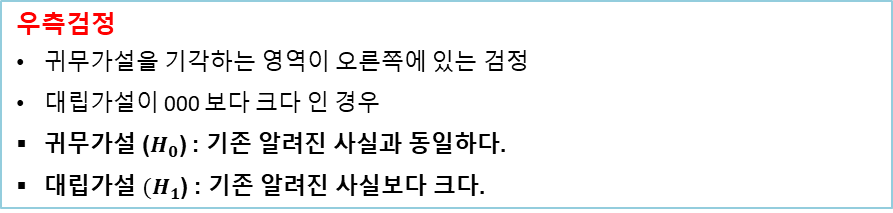 우측검정
• 귀무가설을 기각하는 영역이 오른쪽에 있는 검정
• 대립가설이 000 보다 크다 인 경우
▪ 귀무가설 (H₀) : 기존 알려진 사실과 동일하다.
▪ 대립가설 (H₁) : 기존 알려진 사실보다 크다.